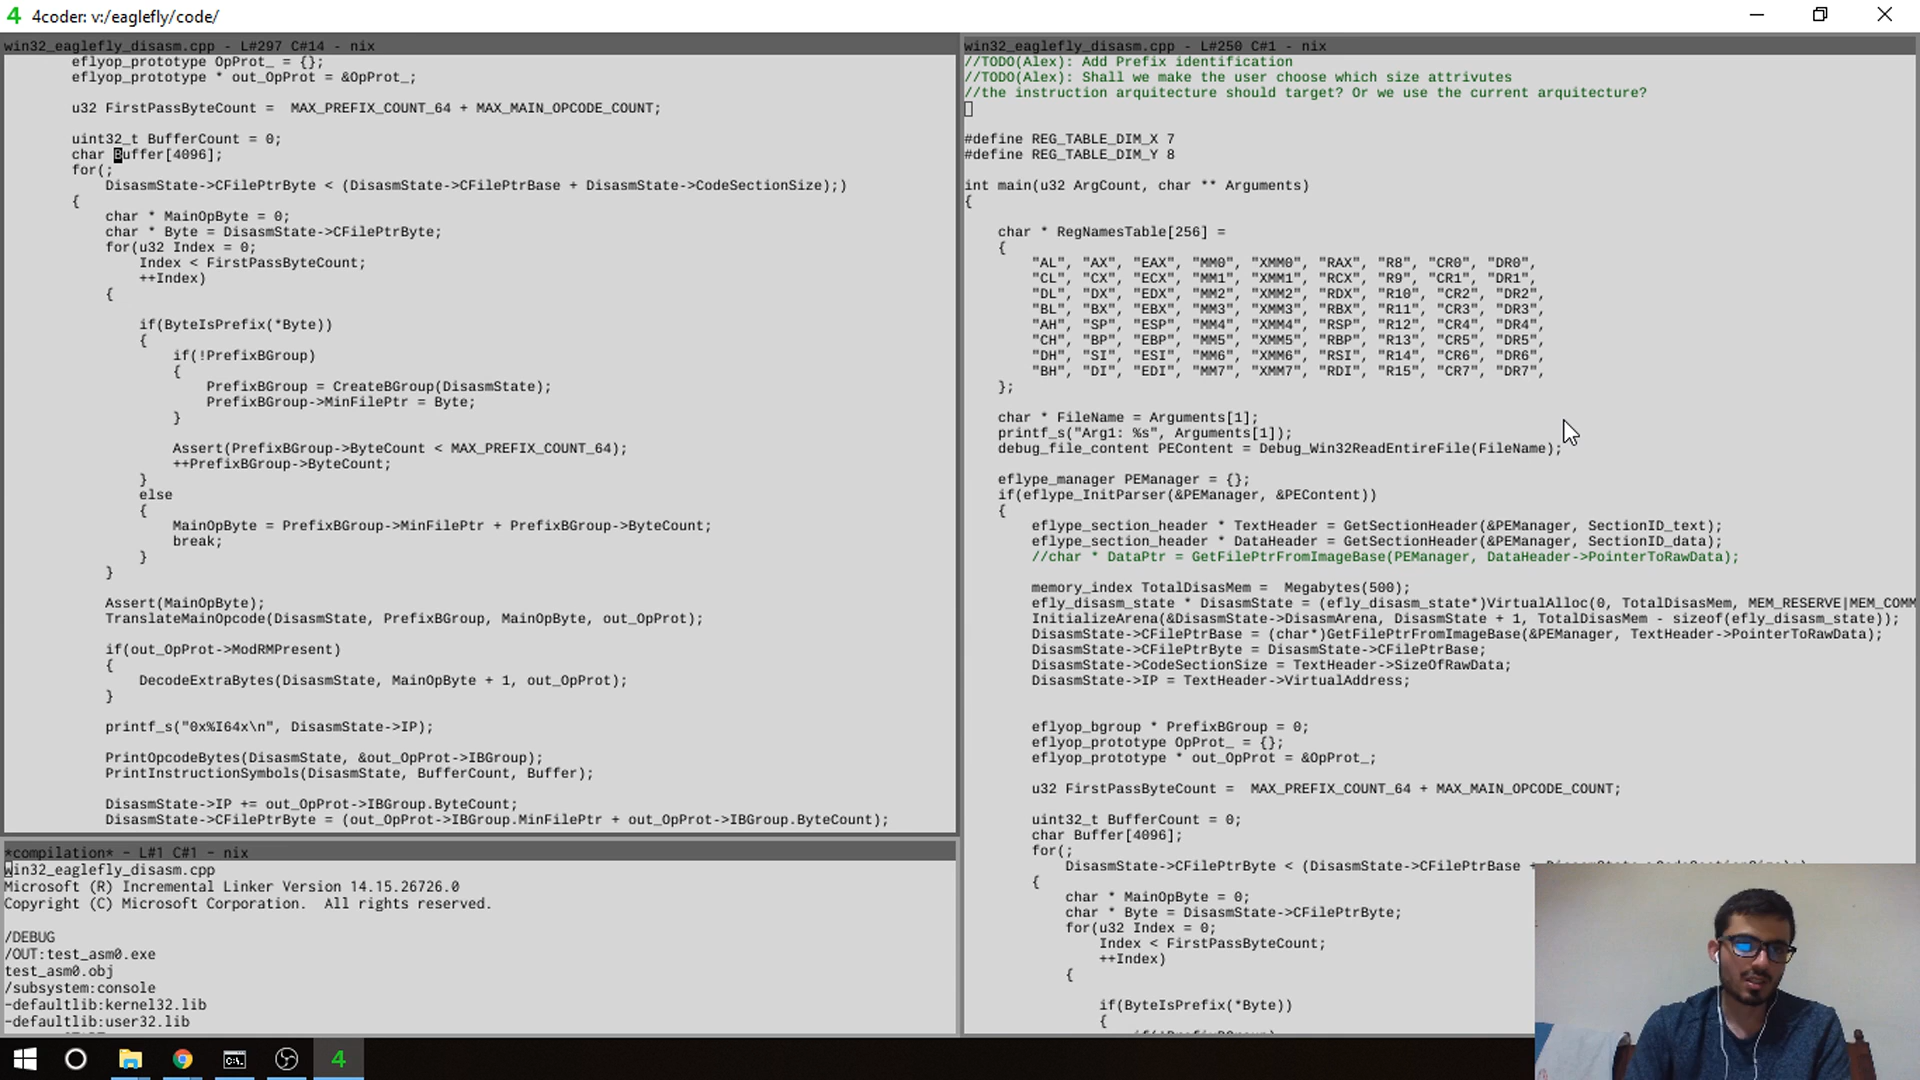 4 4coder: v:/eaglefly/code/
win32_eaglefly_disasm.cpp - L#297 C#14 - nix
eflyop_prototype OpProt_ = {};
eflyop_prototype * out_OpProt = &OpProt_;
u32 FirstPassByteCount =  MAX_PREFIX_COUNT_64 + MAX_MAIN_OPCODE_COUNT;
uint32_t BufferCount = 0;
char Buffer[4096];
for(;
DisasmState->CFilePtrByte < (DisasmState->CFilePtrBase + DisasmState->CodeSectionSize);)
{
char * MainOpByte = 0;
char * Byte = DisasmState->CFilePtrByte;
for(u32 Index = 0;
Index < FirstPassByteCount;
++Index)
{
if(ByteIsPrefix(*Byte))
{
if(!PrefixBGroup)
{
PrefixBGroup = CreateBGroup(DisasmState);
PrefixBGroup->MinFilePtr = Byte;
}
Assert(PrefixBGroup->ByteCount < MAX_PREFIX_COUNT_64);
++PrefixBGroup->ByteCount;
}
else
{
MainOpByte = PrefixBGroup->MinFilePtr + PrefixBGroup->ByteCount;
break;
}
}
Assert(MainOpByte);
TranslateMainOpcode(DisasmState, PrefixBGroup, MainOpByte, out_OpProt);
if(out_OpProt->ModRMPresent)
{
DecodeExtraBytes(DisasmState, MainOpByte + 1, out_OpProt);
}
printf_s("0x%I64x\n", DisasmState->IP);
PrintOpcodeBytes(DisasmState, &out_OpProt->IBGroup);
PrintInstructionSymbols(DisasmState, BufferCount, Buffer);
DisasmState->IP += out_OpProt->IBGroup.ByteCount;
DisasmState->CFilePtrByte = (out_OpProt->IBGroup.MinFilePtr + out_OpProt->IBGroup.ByteCount);
*compilation* - L#1 C#1 - nix
win32_eaglefly_disasm.cpp
Microsoft (R) Incremental Linker Version 14.15.26726.0
Copyright (C) Microsoft Corporation.  All rights reserved.
/DEBUG
/OUT:test_asm0.exe
test_asm0.obj
/subsystem:console
-defaultlib:kernel32.lib
-defaultlib:user32.lib
win32_eaglefly_disasm.cpp - L#250 C#1 - nix
//TODO(Alex): Add Prefix identification
//TODO(Alex): Shall we make the user choose which size attrivutes
//the instruction arquitecture should target? Or we use the current arquitecture?
#define REG_TABLE_DIM_X 7
#define REG_TABLE_DIM_Y 8
int main(u32 ArgCount, char ** Arguments)
{
char * RegNamesTable[256] =
{
"AL", "AX", "EAX", "MM0", "XMM0", "RAX", "R8", "CR0", "DR0",
"CL", "CX", "ECX", "MM1", "XMM1", "RCX", "R9", "CR1", "DR1",
"DL", "DX", "EDX", "MM2", "XMM2", "RDX", "R10", "CR2", "DR2",
"BL", "BX", "EBX", "MM3", "XMM3", "RBX", "R11", "CR3", "DR3",
"AH", "SP", "ESP", "MM4", "XMM4", "RSP", "R12", "CR4", "DR4",
"CH", "BP", "EBP", "MM5", "XMM5", "RBP", "R13", "CR5", "DR5",
"DH", "SI", "ESI", "MM6", "XMM6", "RSI", "R14", "CR6", "DR6",
"BH", "DI", "EDI", "MM7", "XMM7", "RDI", "R15", "CR7", "DR7",
};
char * FileName = Arguments[1];
printf_s("Arg1: %s", Arguments[1]);
debug_file_content PEContent = Debug_Win32ReadEntireFile(FileName);
eflype_manager PEManager = {};
if(eflype_InitParser(&PEManager, &PEContent))
{
eflype_section_header * TextHeader = GetSectionHeader(&PEManager, SectionID_text);
eflype_section_header * DataHeader = GetSectionHeader(&PEManager, SectionID_data);
//char * DataPtr = GetFilePtrFromImageBase(PEManager, DataHeader->PointerToRawData);
memory_index TotalDisasMem =  Megabytes(500);
efly_disasm_state * DisasmState = (efly_disasm_state*)VirtualAlloc(0, TotalDisasMem, MEM_RESERVE|MEM_COMM
InitializeArena(&DisasmState->DisasmArena, DisasmState + 1, TotalDisasMem - sizeof(efly_disasm_state));
DisasmState->CFilePtrBase = (char*)GetFilePtrFromImageBase(&PEManager, TextHeader->PointerToRawData);
DisasmState->CFilePtrByte = DisasmState->CFilePtrBase;
DisasmState->CodeSectionSize = TextHeader->SizeOfRawData;
DisasmState->IP = TextHeader->VirtualAddress;
eflyop_bgroup * PrefixBGroup = 0;
eflyop_prototype OpProt_ = {};
eflyop_prototype * out_OpProt = &OpProt_;
u32 FirstPassByteCount =  MAX_PREFIX_COUNT_64 + MAX_MAIN_OPCODE_COUNT;
uint32_t BufferCount = 0;
char Buffer[4096];
for(;
DisasmState->CFilePtrByte < (DisasmState->CFilePtrBase +
{
char * MainOpByte = 0;
char * Byte = DisasmState->CFilePtrByte;
for(u32 Index = 0;
Index < FirstPassByteCount;
++Index)
{
if(ByteIsPrefix(*Byte))
{
4